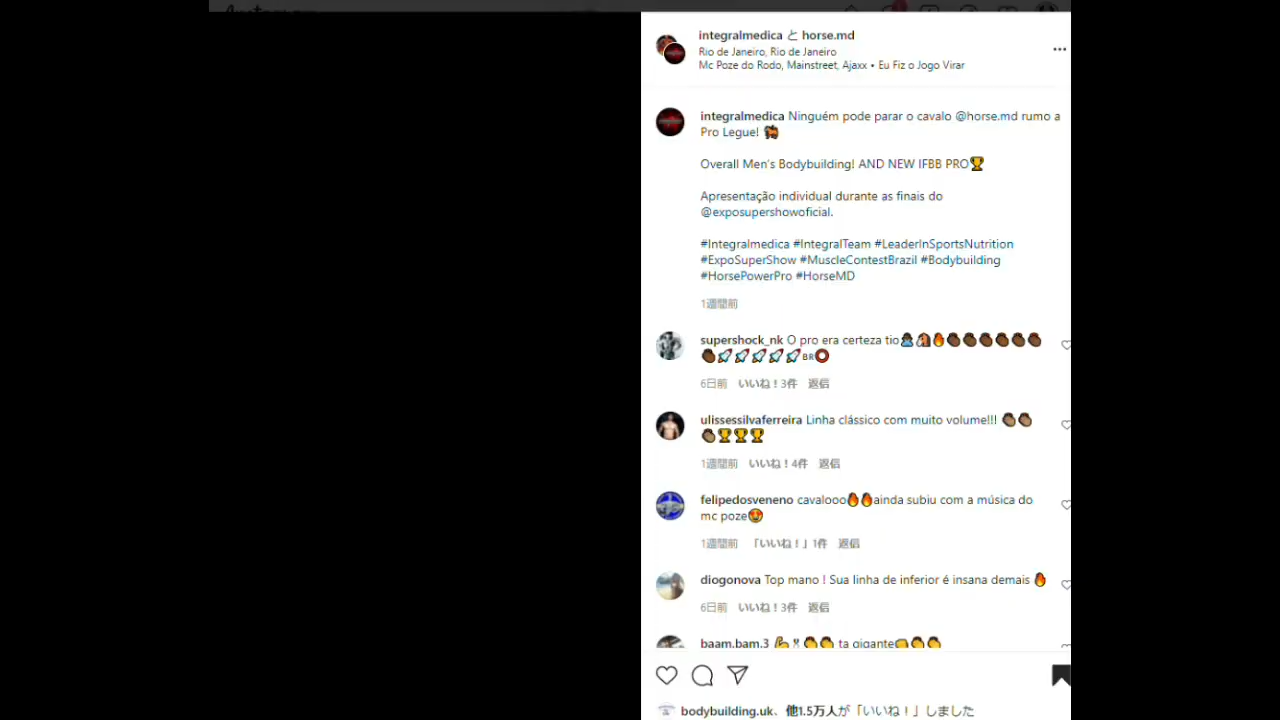 integralmedica と horse.md
Rio de Janeiro, Rio de Janeiro
Mc Poze do Rodo, Mainstreet, Ajaxx • Eu Fiz o Jogo Virar
integralmedica Ninguém pode parar o cavalo @horse.md rumo a
Pro Legue! 🐎
Overall Men's Bodybuilding! AND NEW IFBB PRO🏆
Apresentação individual durante as finais do
@exposupershowoficial.
#Integralmedica #IntegralTeam #LeaderInSportsNutrition
#ExpoSuperShow #MuscleContestBrazil #Bodybuilding
#HorsePowerPro #HorseMD
1週間前
supershock_nk O pro era certeza tio
BR⭕
6日前 いいね！3件 返信
ulissessilvaferreira Linha clássico com muito volume!!!
🏆🏆🏆
1週間前 いいね！4件 返信
felipedosveneno cavalooo🔥🔥ainda subiu com a música do
mc poze😍
1週間前 「いいね！」1件 返信
diogonova Top mano ! Sua linha de inferior é insana demais 🔥
6日前 いいね！3件 返信
baam.bam.3 ta gigante
bodybuilding.uk、他1.5万人が「いいね！」しました